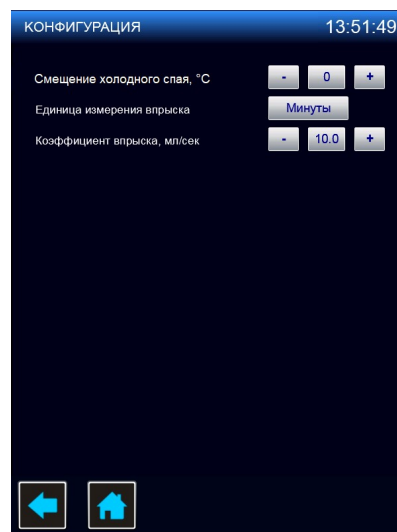 КОНФИГУРАЦИЯ 13:51:49
Смещение холодного спая, °C - 0 +
Единица измерения впрыска Минуты
Коэффициент впрыска, мл/сек - 10.0 +